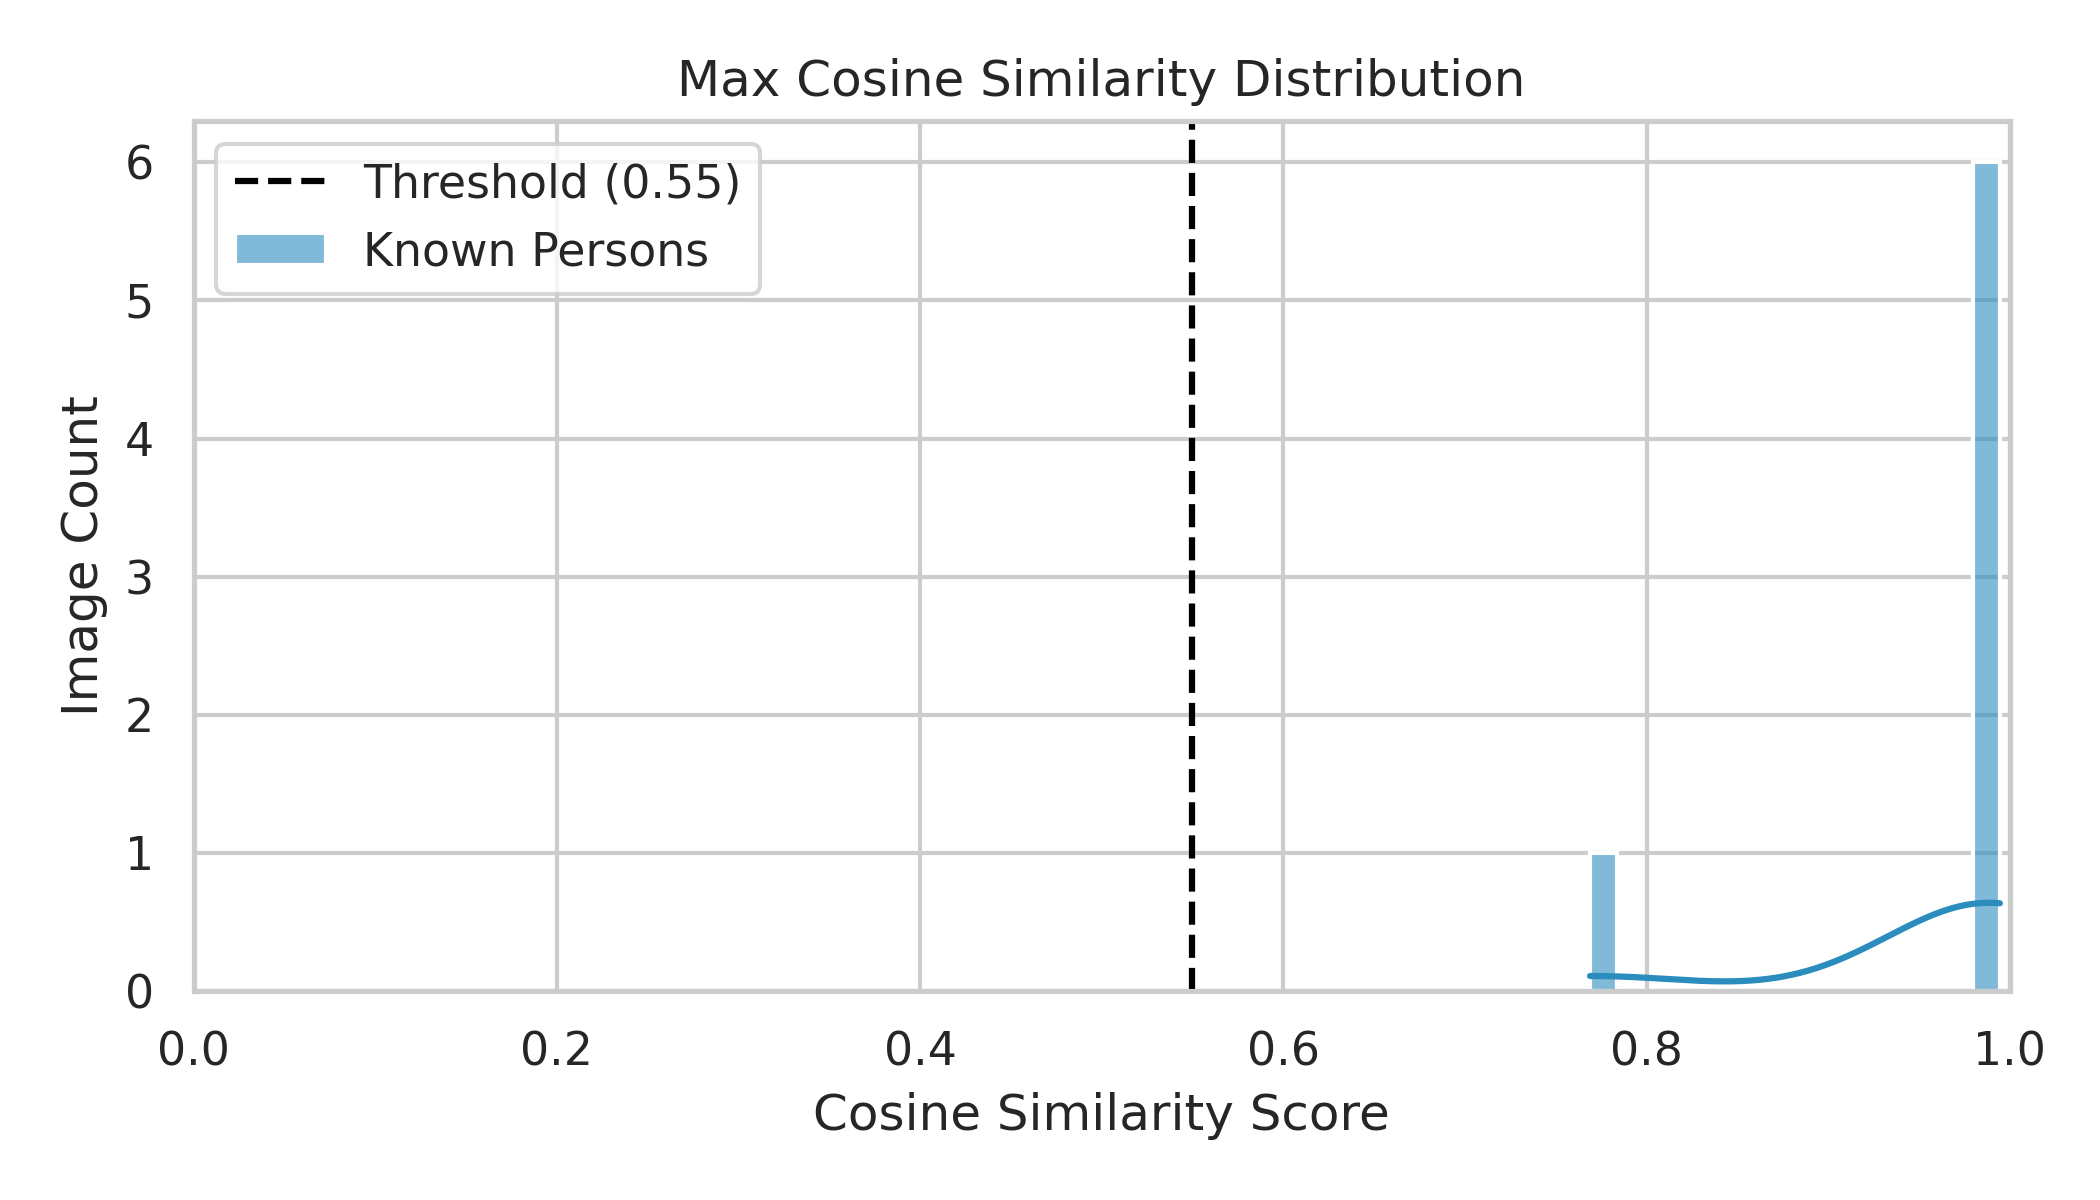 Max Cosine Similarity Distribution
Threshold (0.55)
Known Persons
Image Count
6
5
4
3
2
1
0
0.0 0.2 0.4 0.6 0.8 1.0
Cosine Similarity Score